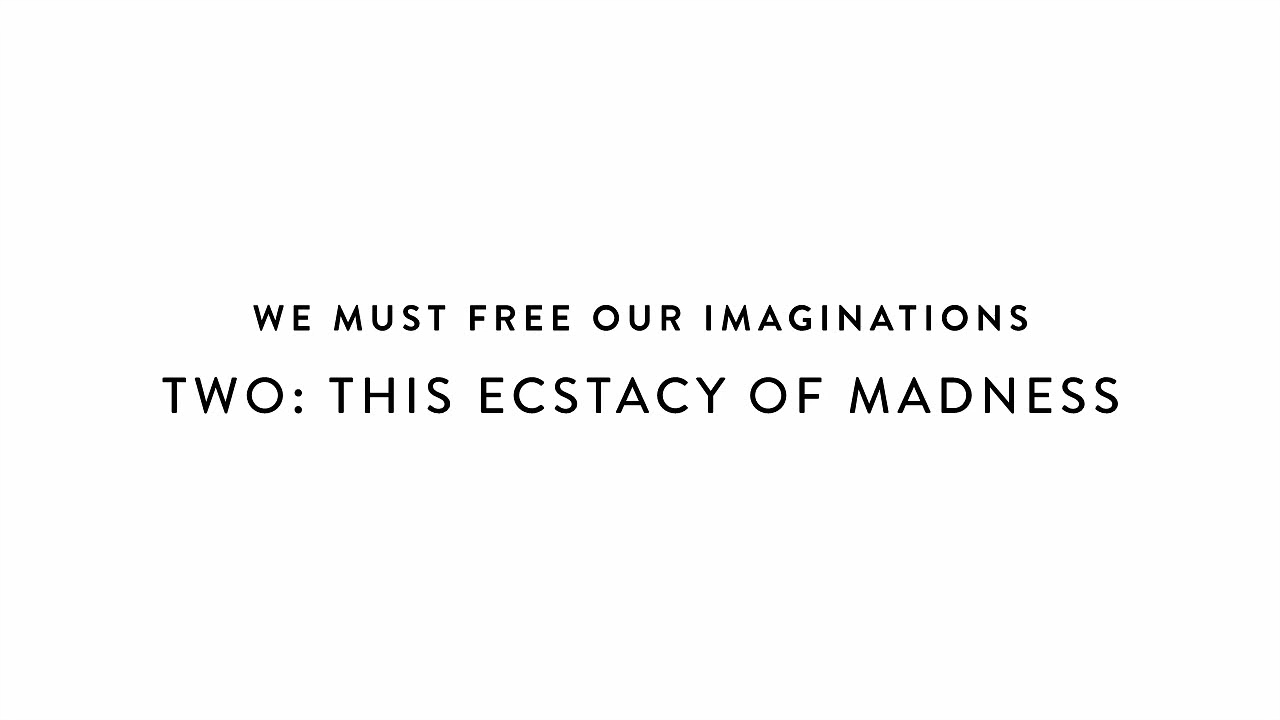 WE MUST FREE OUR IMAGINATIONS
TWO: THIS ECSTACY OF MADNESS